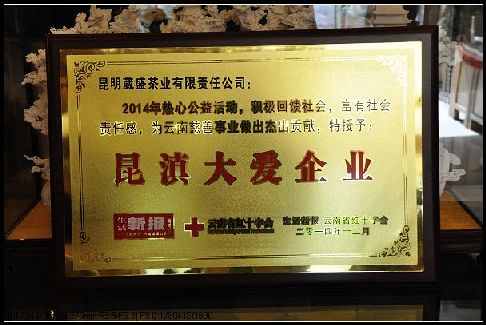 昆明蔵盛茶业有限责任公司：
2014年热心公益活动，积极回馈社会，富有社会
责任感，为云南慈善事业做出杰出贡献，特授予：
昆滇大爱企业
生活新报 云南省红十字会 生活新报 云南省红十字会
二〇一四年十二月